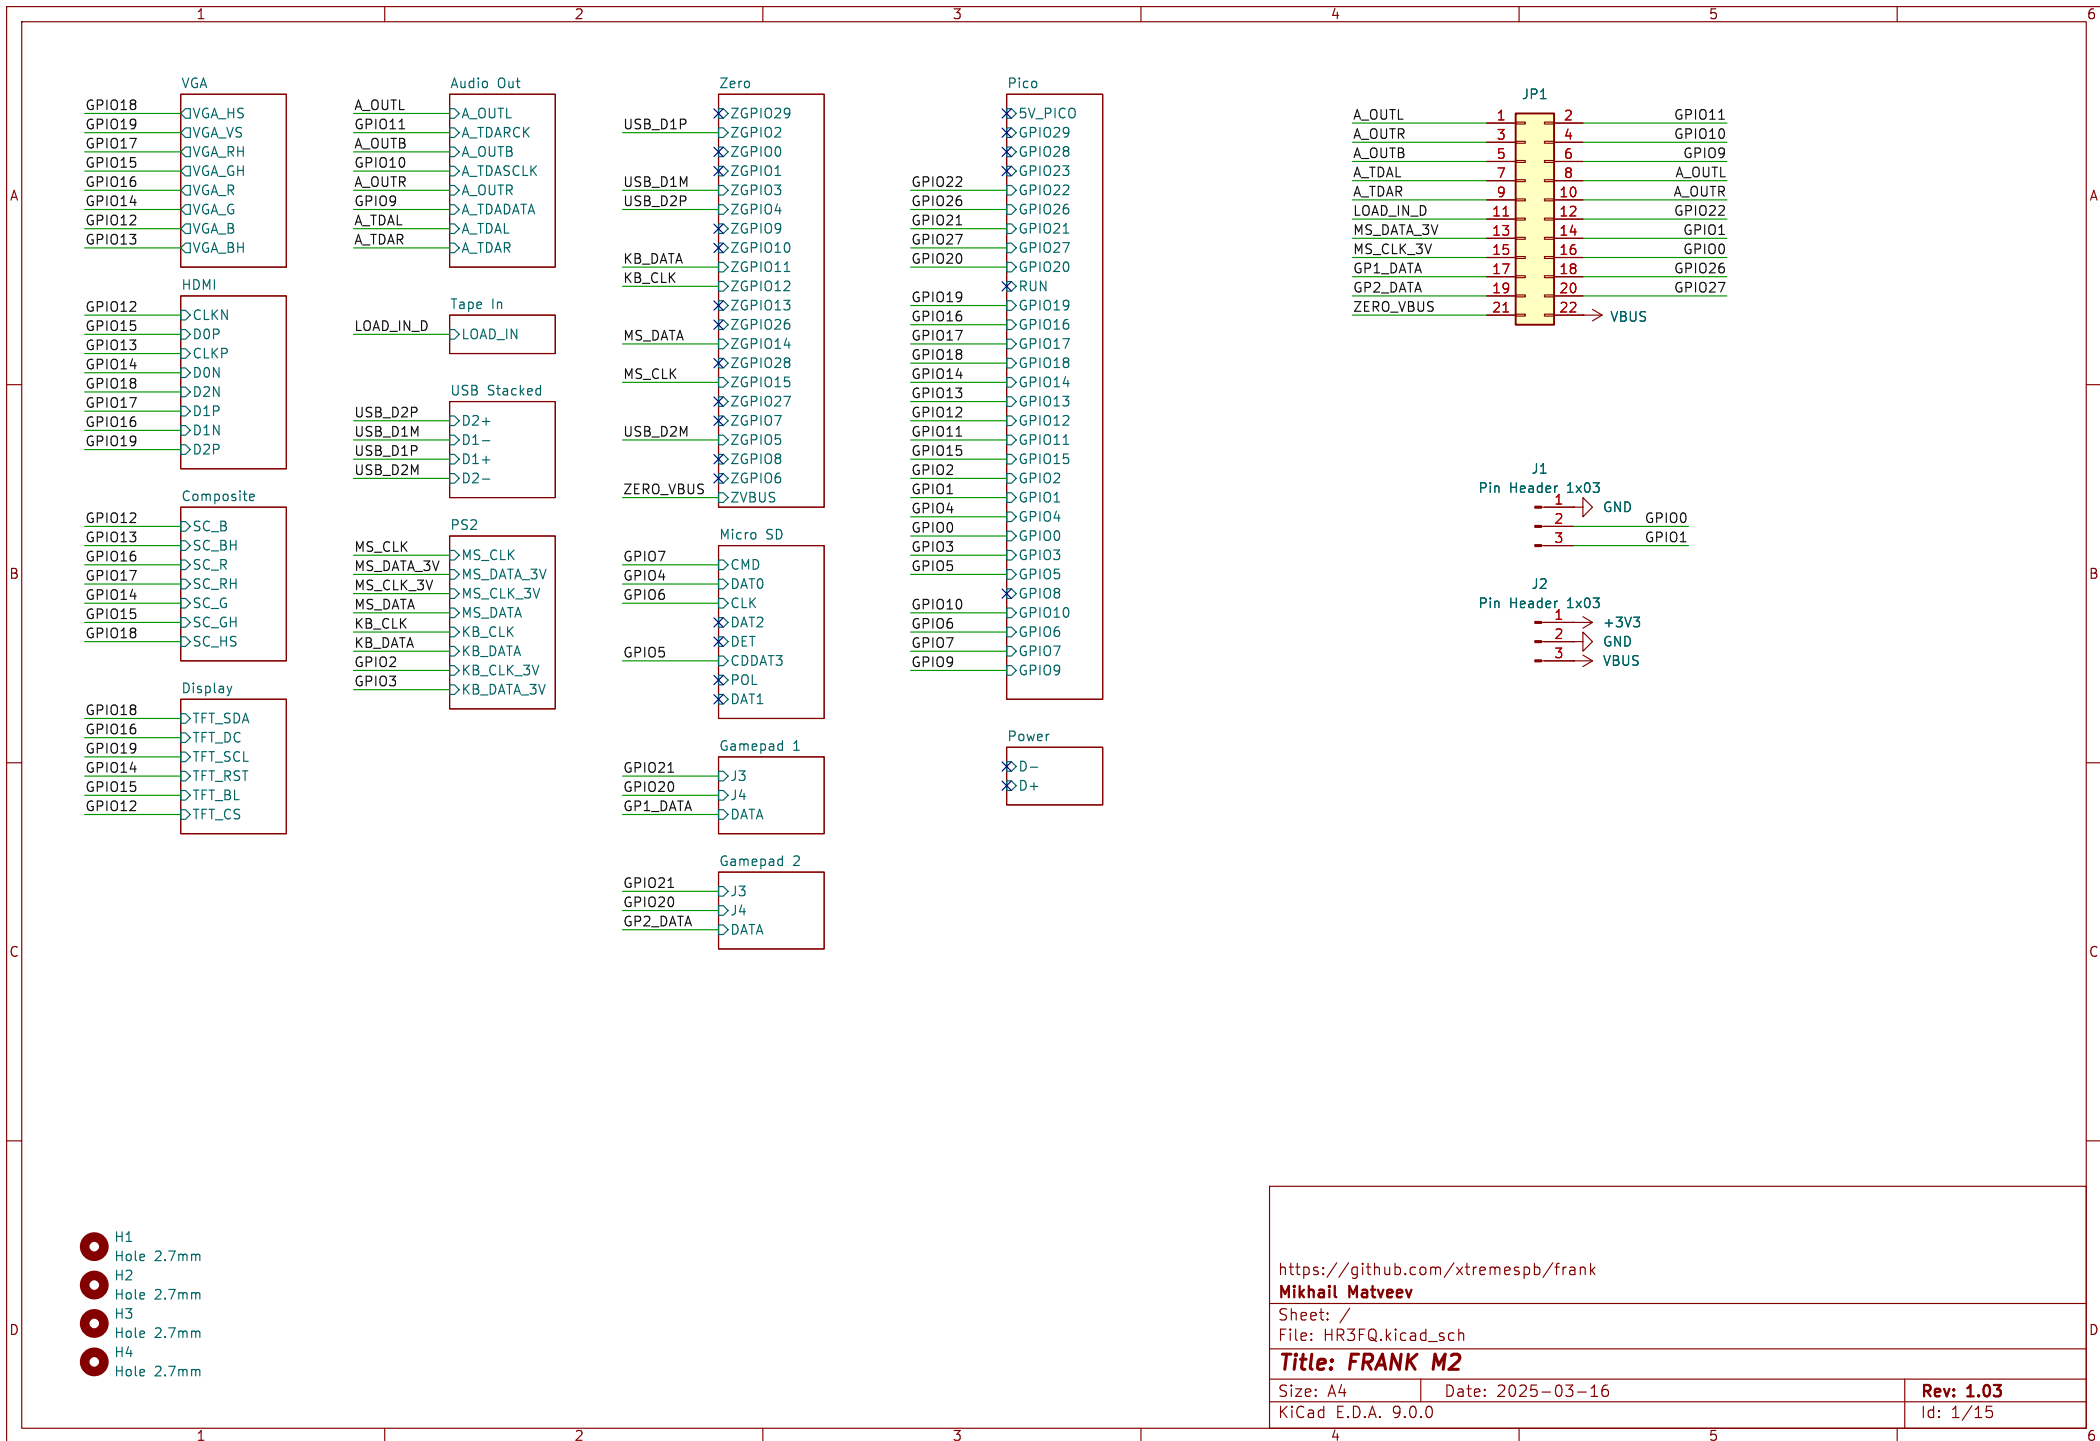 1 2 3 4 5 6
A
B
C
D
VGA
GPIO18 VGA_HS
GPIO19 VGA_VS
GPIO17 VGA_RH
GPIO15 VGA_GH
GPIO16 VGA_R
GPIO14 VGA_G
GPIO12 VGA_B
GPIO13 VGA_BH
HDMI
GPIO12 CLKN
GPIO15 D0P
GPIO13 CLKP
GPIO14 D0N
GPIO18 D2N
GPIO17 D1P
GPIO16 D1N
GPIO19 D2P
Composite
GPIO12 SC_B
GPIO13 SC_BH
GPIO16 SC_R
GPIO17 SC_RH
GPIO14 SC_G
GPIO15 SC_GH
GPIO18 SC_HS
Display
GPIO18 TFT_SDA
GPIO16 TFT_DC
GPIO19 TFT_SCL
GPIO14 TFT_RST
GPIO15 TFT_BL
GPIO12 TFT_CS
Audio Out
A_OUTL A_OUTL
GPIO11 A_TDARCK
A_OUTB A_OUTB
GPIO10 A_TDASCLK
A_OUTR A_OUTR
GPIO9 A_TDADATA
A_TDAL A_TDAL
A_TDAR A_TDAR
Tape In
LOAD_IN_D LOAD_IN
USB Stacked
USB_D2P D2+
USB_D1M D1-
USB_D1P D1+
USB_D2M D2-
PS2
MS_CLK MS_CLK
MS_DATA_3V MS_DATA_3V
MS_CLK_3V MS_CLK_3V
MS_DATA MS_DATA
KB_CLK KB_CLK
KB_DATA KB_DATA
GPIO2 KB_CLK_3V
GPIO3 KB_DATA_3V
Zero
ZGPIO29
USB_D1P ZGPIO2
ZGPIO0
ZGPIO1
USB_D1M ZGPIO3
USB_D2P ZGPIO4
ZGPIO9
ZGPIO10
KB_DATA ZGPIO11
KB_CLK ZGPIO12
ZGPIO13
ZGPIO26
MS_DATA ZGPIO14
ZGPIO28
MS_CLK ZGPIO15
ZGPIO27
ZGPIO7
USB_D2M ZGPIO5
ZGPIO8
ZGPIO6
ZERO_VBUS ZVBUS
Micro SD
GPIO7 CMD
GPIO4 DAT0
GPIO6 CLK
DAT2
DET
GPIO5 CDDAT3
POL
DAT1
Gamepad 1
GPIO21 J3
GPIO20 J4
GP1_DATA DATA
Gamepad 2
GPIO21 J3
GPIO20 J4
GP2_DATA DATA
Pico
5V_PICO
GPIO29
GPIO28
GPIO23
GPIO22 GPIO22
GPIO26 GPIO26
GPIO21 GPIO21
GPIO27 GPIO27
GPIO20 GPIO20
RUN
GPIO19 GPIO19
GPIO16 GPIO16
GPIO17 GPIO17
GPIO18 GPIO18
GPIO14 GPIO14
GPIO13 GPIO13
GPIO12 GPIO12
GPIO11 GPIO11
GPIO15 GPIO15
GPIO2 GPIO2
GPIO1 GPIO1
GPIO4 GPIO4
GPIO0 GPIO0
GPIO3 GPIO3
GPIO5 GPIO5
GPIO8
GPIO10 GPIO10
GPIO6 GPIO6
GPIO7 GPIO7
GPIO9 GPIO9
Power
D-
D+
JP1
A_OUTL 1 2 GPIO11
A_OUTR 3 4 GPIO10
A_OUTB 5 6 GPIO9
A_TDAL 7 8 A_OUTL
A_TDAR 9 10 A_OUTR
LOAD_IN_D 11 12 GPIO22
MS_DATA_3V 13 14 GPIO1
MS_CLK_3V 15 16 GPIO0
GP1_DATA 17 18 GPIO26
GP2_DATA 19 20 GPIO27
ZERO_VBUS 21 22 VBUS
J1
Pin Header 1x03
1 GND
2 GPIO0
3 GPIO1
J2
Pin Header 1x03
1 +3V3
2 GND
3 VBUS
H1
Hole 2.7mm
H2
Hole 2.7mm
H3
Hole 2.7mm
H4
Hole 2.7mm
https://github.com/xtremespb/frank
Mikhail Matveev
Sheet: /
File: HR3FQ.kicad_sch
Title: FRANK M2
Size: A4 Date: 2025-03-16 Rev: 1.03
KiCad E.D.A. 9.0.0 Id: 1/15
A
B
C
D
1 2 3 4 5 6